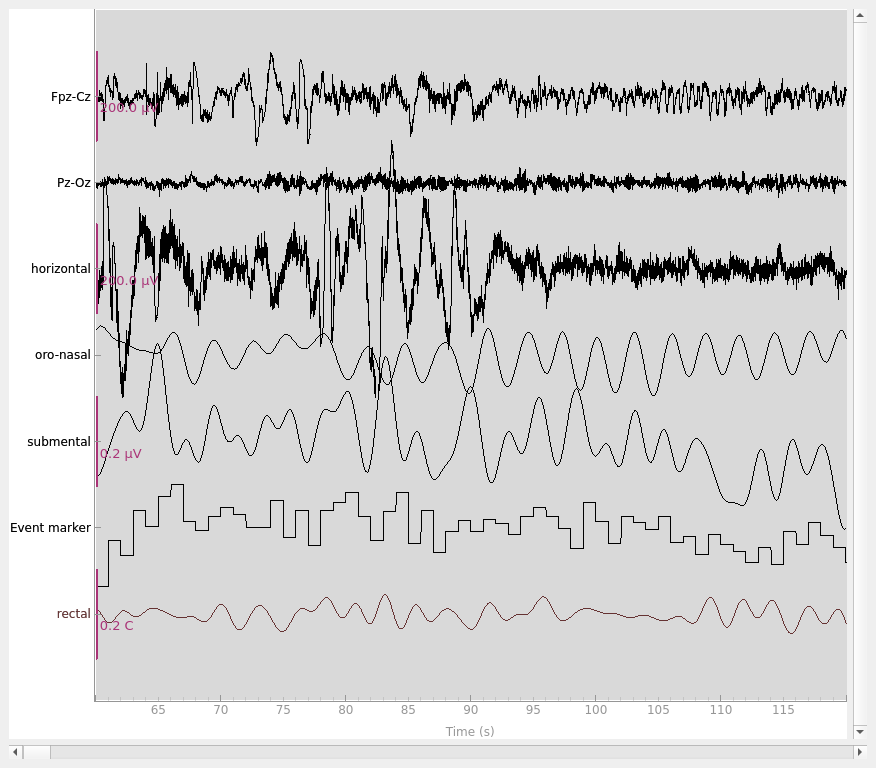 Fpz-Cz
200.0 µV
Pz-Oz
horizontal
200.0 µV
oro-nasal
submental
0.2 µV
Event marker
rectal
0.2 C
65 70 75 80 85 90 95 100 105 110 115
Time (s)